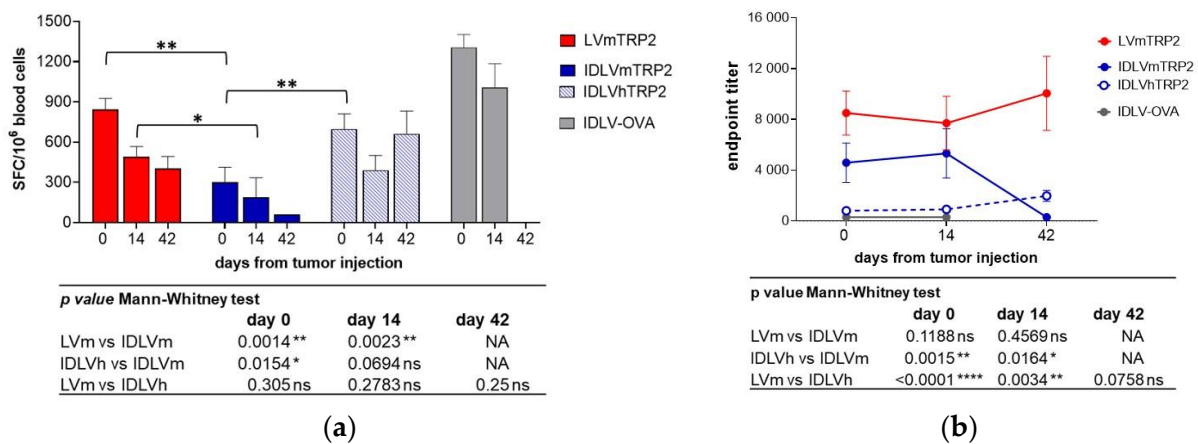 1500
1200
900
600
300
0
SFC/10⁶ blood cells
**
**
*
LVmTRP2
IDLVmTRP2
IDLVhTRP2
IDLV-OVA
0 14 42 0 14 42 0 14 42 0 14 42
days from tumor injection
p value Mann-Whitney test
day 0 day 14 day 42
LVm vs IDLVm 0.0014 ** 0.0023 ** NA
IDLVh vs IDLVm 0.0154 * 0.0694 ns NA
LVm vs IDLVh 0.305 ns 0.2783 ns 0.25 ns
(a)
16 000
12 000
8 000
4 000
0
endpoint titer
LVmTRP2
IDLVmTRP2
IDLVhTRP2
IDLV-OVA
0 14 42
days from tumor injection
p value Mann-Whitney test
day 0 day 14 day 42
LVm vs IDLVm 0.1188 ns 0.4569 ns NA
IDLVh vs IDLVm 0.0015 ** 0.0164 * NA
LVm vs IDLVh <0.0001 **** 0.0034 ** 0.0758 ns
(b)